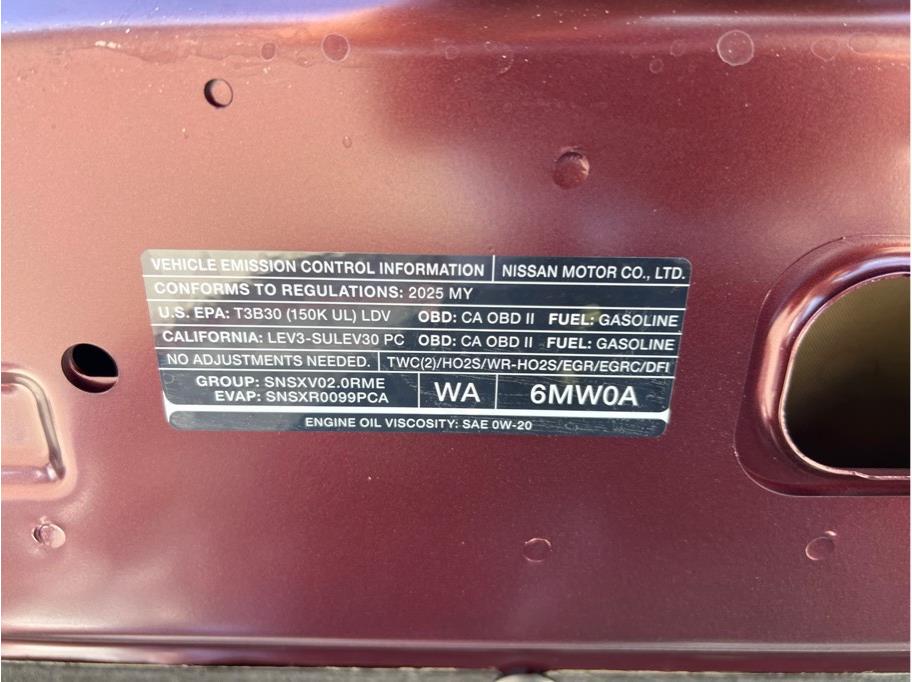 VEHICLE EMISSION CONTROL INFORMATION NISSAN MOTOR CO., LTD.
CONFORMS TO REGULATIONS: 2025 MY
U.S. EPA: T3B30 (150K UL) LDV OBD: CA OBD II FUEL: GASOLINE
CALIFORNIA: LEV3-SULEV30 PC OBD: CA OBD II FUEL: GASOLINE
NO ADJUSTMENTS NEEDED. TWC(2)/HO2S/WR-HO2S/EGR/EGRC/DFI
GROUP: SNSXV02.0RME
EVAP: SNSXR0099PCA
WA 6MW0A
ENGINE OIL VISCOSITY: SAE 0W-20